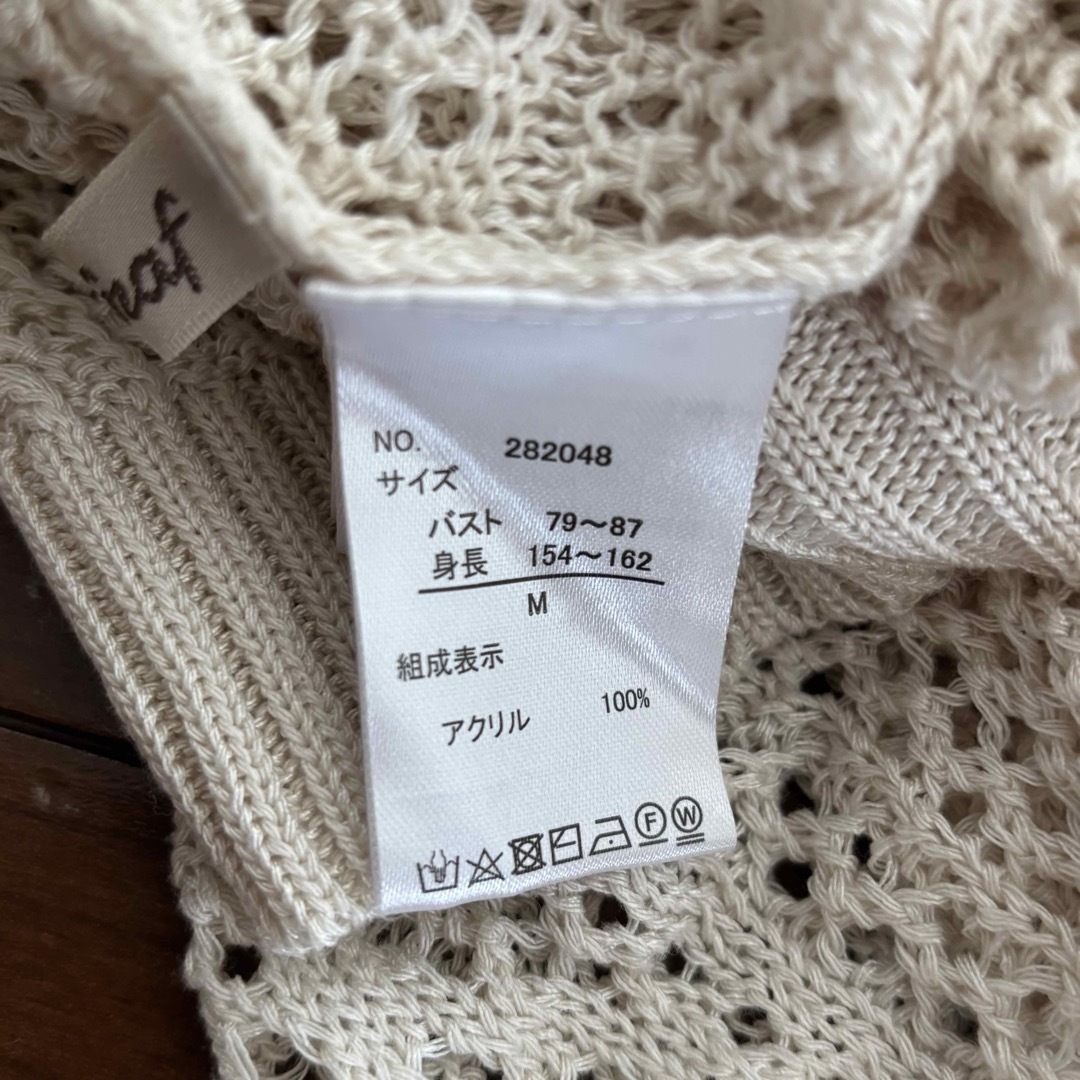 NO. 282048
サイズ
バスト 79〜87
身長 154〜162
M
組成表示
アクリル 100%
F W